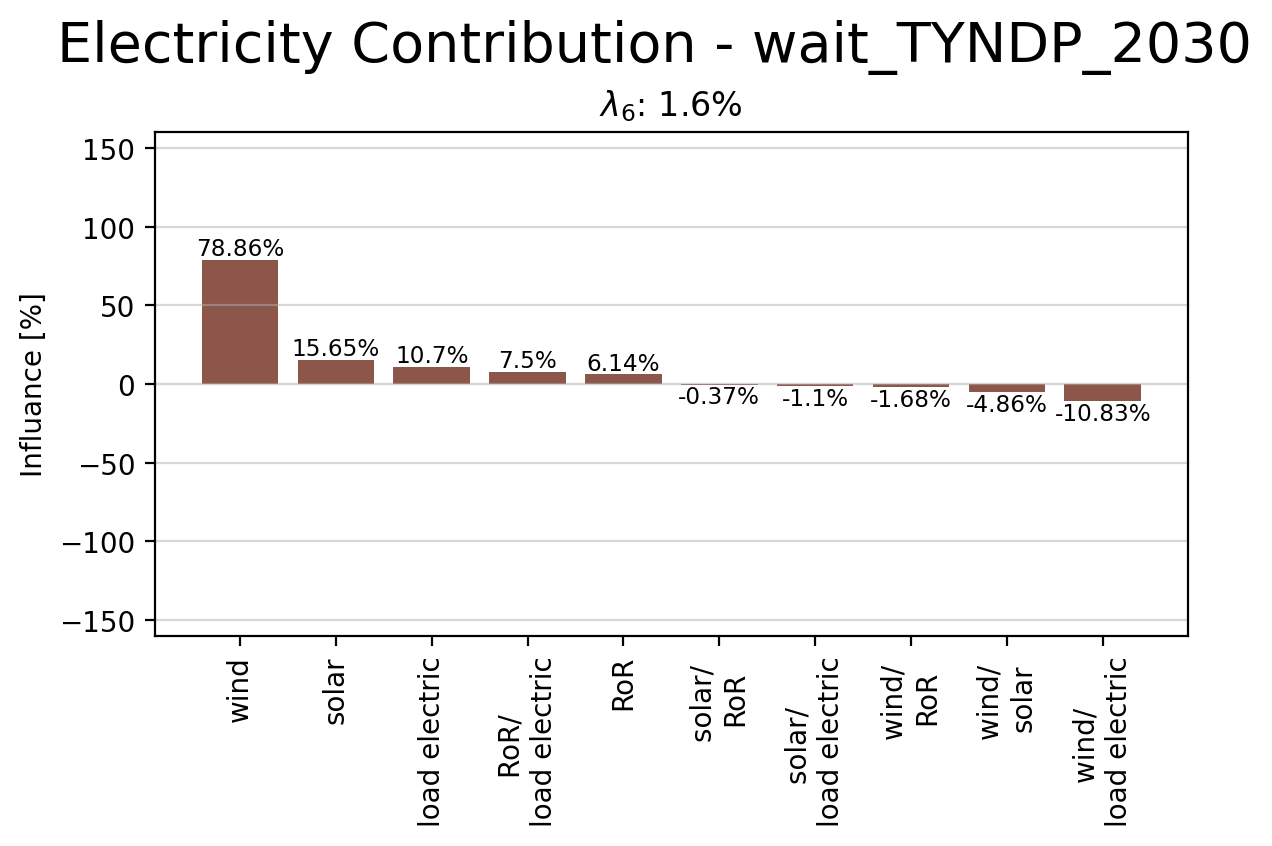 Electricity Contribution - wait_TYNDP_2030
λ6: 1.6%
Influance [%]
150
100
50
0
−50
−100
−150
78.86%
15.65%
10.7%
7.5%
6.14%
-0.37%
-1.1%
-1.68%
-4.86%
-10.83%
wind
solar
load electric
RoR/
load electric
RoR
solar/
RoR
solar/
load electric
wind/
RoR
wind/
solar
wind/
load electric